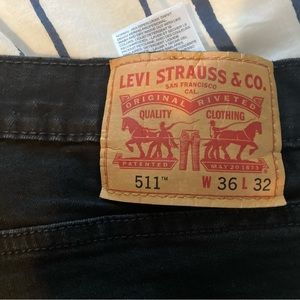 LEVI STRAUSS & CO.
SAN FRANCISCO
CAL.
ORIGINAL RIVETED
QUALITY CLOTHING
PATENTED MAY 20 1873
511™ W 36 L 32